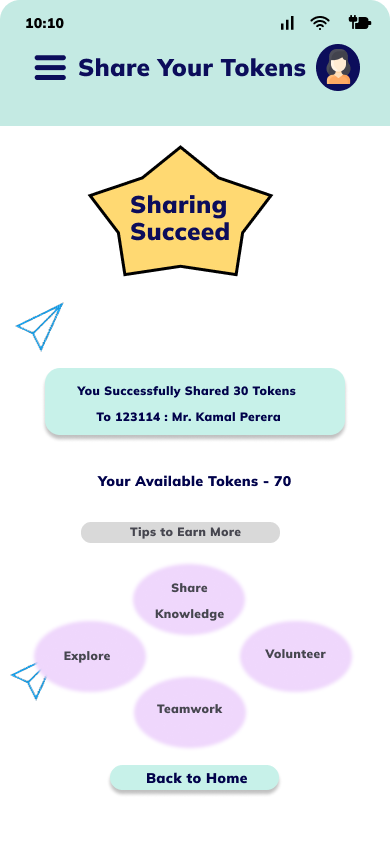 10:10
Share Your Tokens
Sharing
Succeed
You Successfully Shared 30 Tokens
To 123114 : Mr. Kamal Perera
Your Available Tokens - 70
Tips to Earn More
Share
Knowledge
Explore
Volunteer
Teamwork
Back to Home